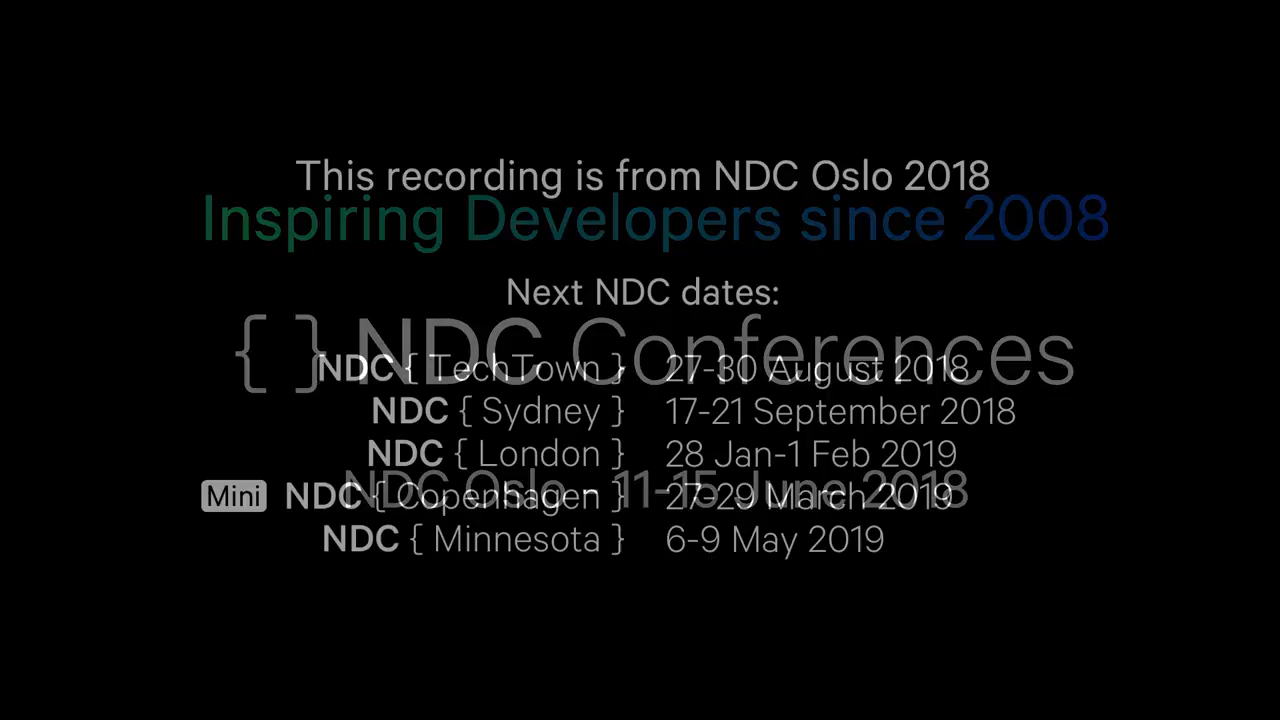 This recording is from NDC Oslo 2018
Inspiring Developers since 2008
Next NDC dates:
{ } NDC Conferences
NDC { TechTown } 27-30 August 2018
NDC { Sydney } 17-21 September 2018
NDC { London } 28 Jan-1 Feb 2019
NDC Oslo - 11-15 June 2018
Mini NDC { Copenhagen } 27-29 March 2019
NDC { Minnesota } 6-9 May 2019